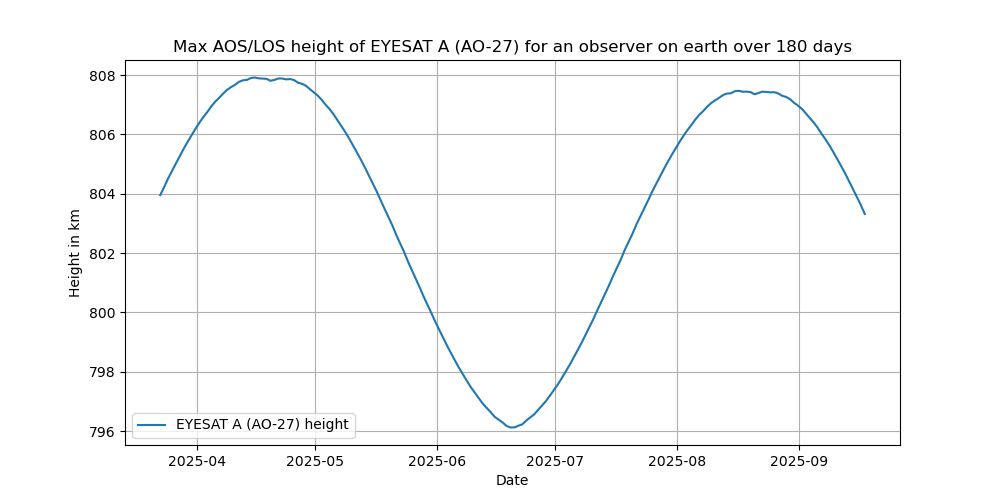 Max AOS/LOS height of EYESAT A (AO-27) for an observer on earth over 180 days
808
806
804
802
800
798
796
Height in km
EYESAT A (AO-27) height
2025-04 2025-05 2025-06 2025-07 2025-08 2025-09
Date